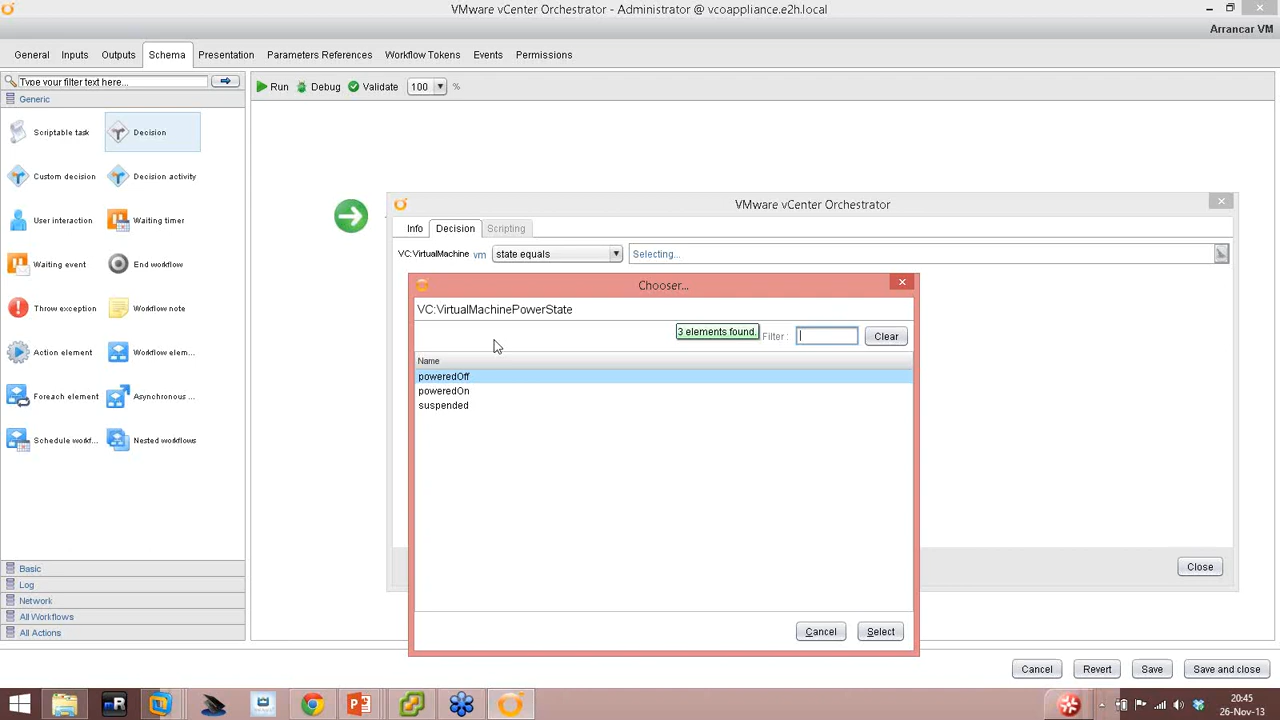 VMware vCenter Orchestrator - Administrator @ vcoappliance.e2h.local
Arrancar VM
General Inputs Outputs Schema Presentation Parameters References Workflow Tokens Events Permissions
Type your filter text here...
Run Debug Validate 100 %
Generic
Scriptable task Decision
Custom decision Decision activity
User interaction Waiting timer
Waiting event End workflow
Throw exception Workflow note
Action element Workflow elem...
Foreach element Asynchronous ...
Schedule workf... Nested workflows
Basic
Log
Network
All Workflows
All Actions
VMware vCenter Orchestrator
Info Decision Scripting
VC:VirtualMachine vm state equals Selecting...
Chooser...
VC:VirtualMachinePowerState
3 elements found. Filter : Clear
Name
poweredOff
poweredOn
suspended
Cancel Select
Close
Cancel Revert Save Save and close
20:45
26-Nov-13